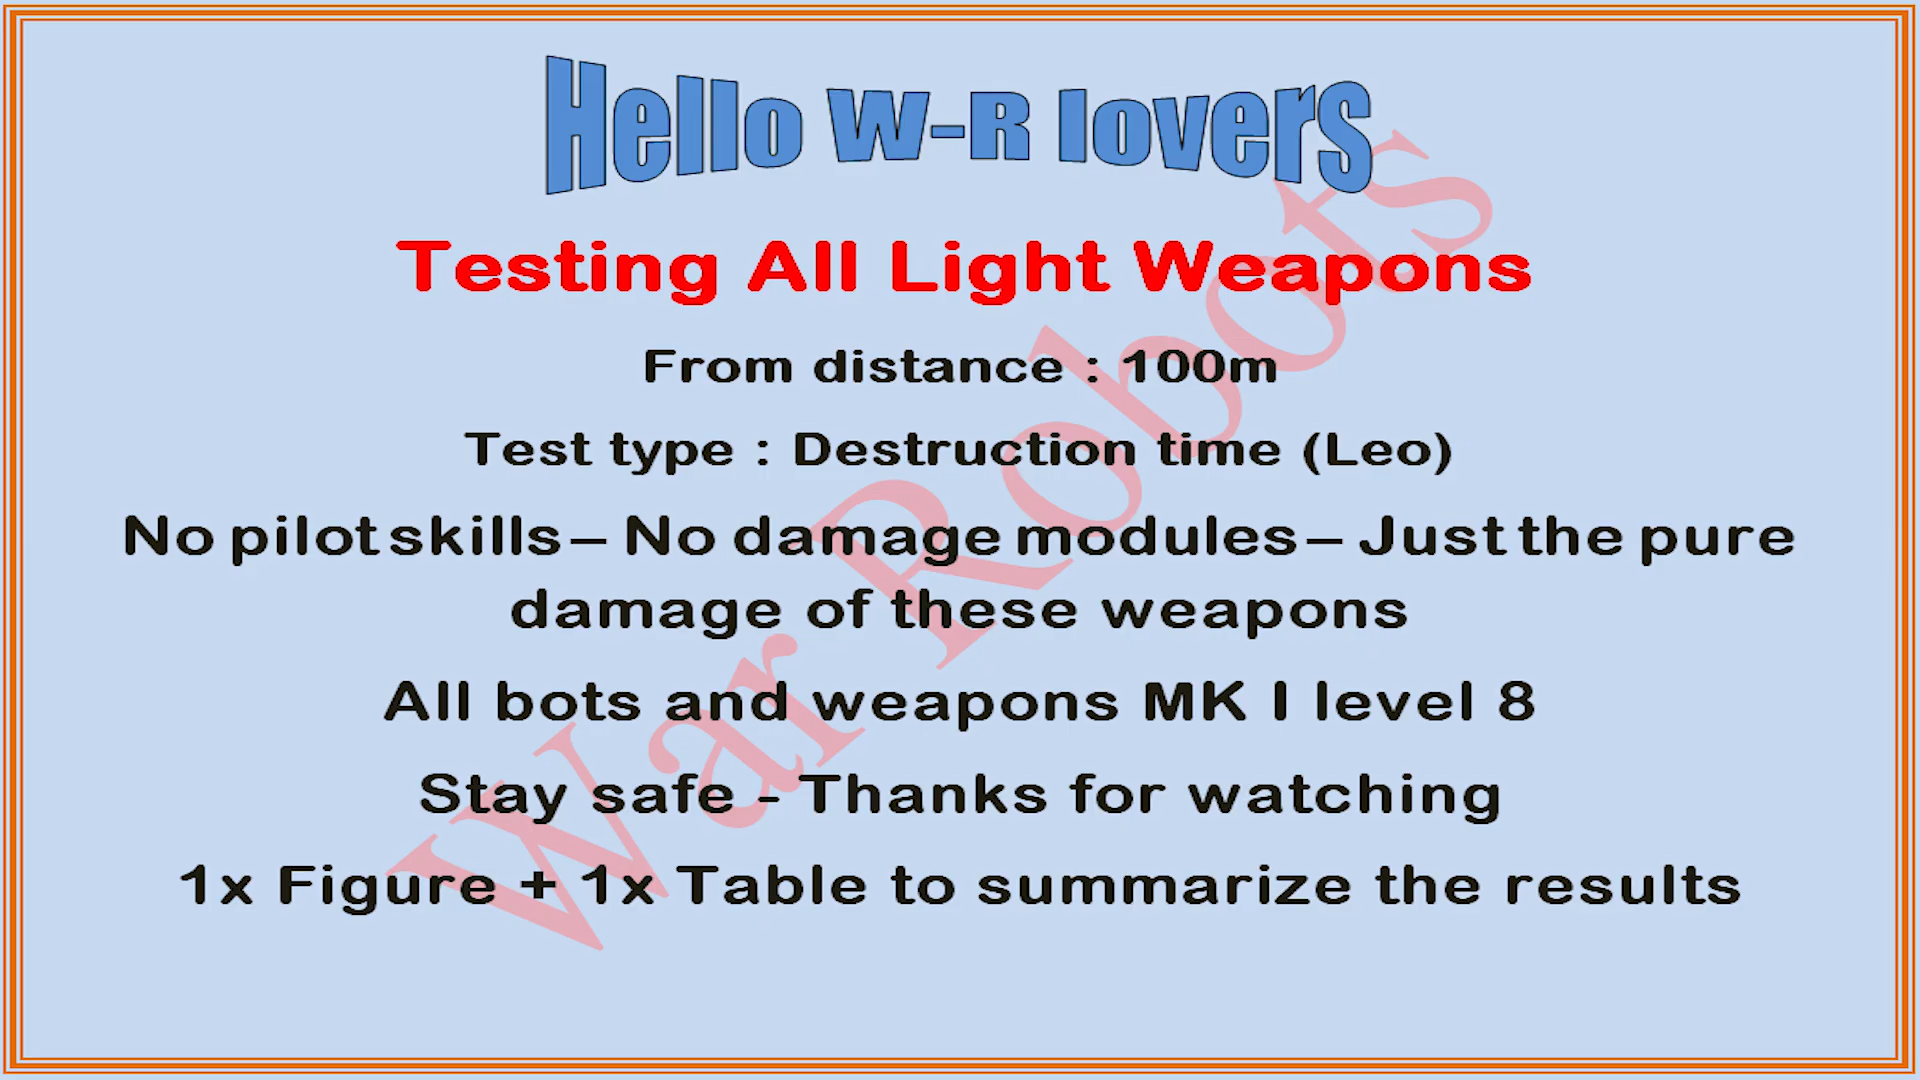 Hello W-R lovers
Testing All Light Weapons
From distance : 100m
Test type : Destruction time (Leo)
No pilot skills – No damage modules – Just the pure
damage of these weapons
All bots and weapons MK I level 8
Stay safe - Thanks for watching
1x Figure + 1x Table to summarize the results
War Robots